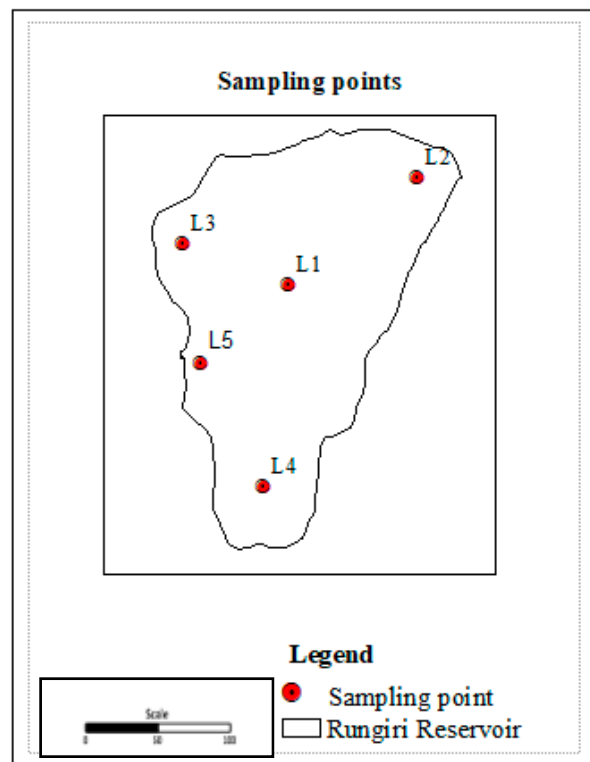 Sampling points
L2
L3
L1
L5
L4
Legend
Sampling point
Rungiri Reservoir
Scale
0 50 100